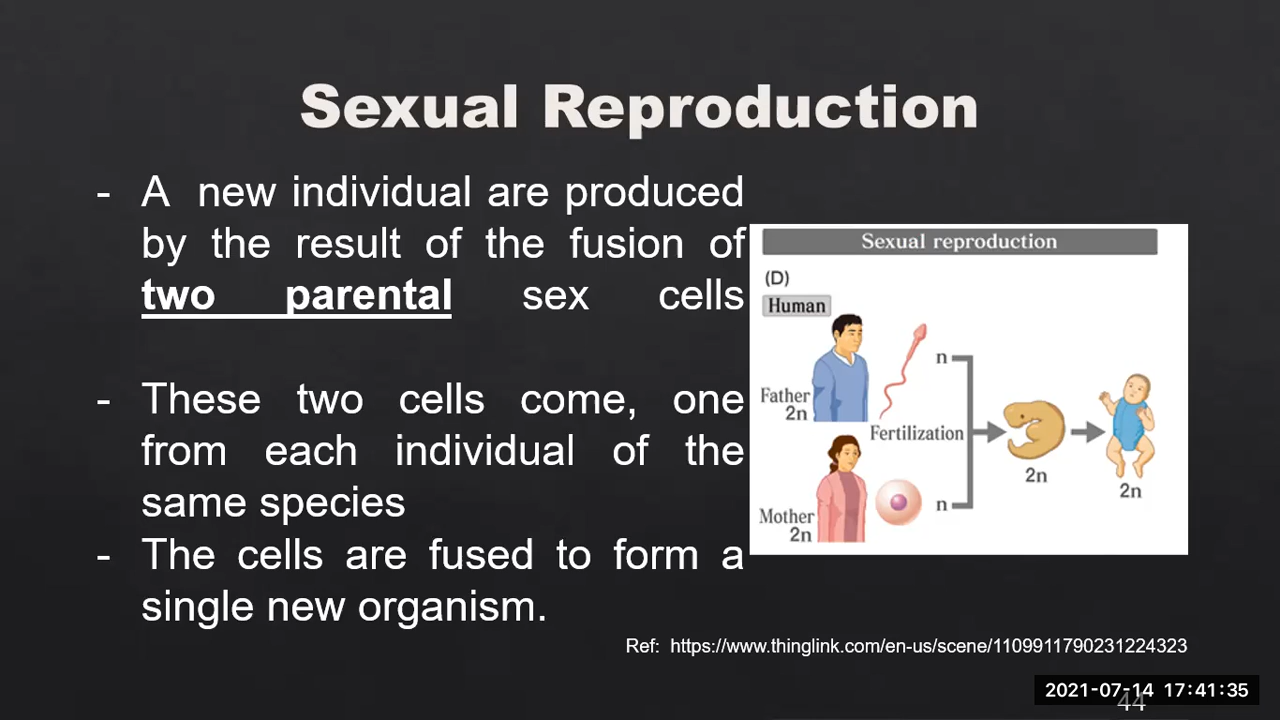 Sexual Reproduction
- A new individual are produced
by the result of the fusion of
two parental sex cells
- These two cells come, one
from each individual of the
same species
- The cells are fused to form a
single new organism.
Sexual reproduction
(D)
Human
Father
2n
n
Fertilization
Mother
2n
n
2n
2n
Ref: https://www.thinglink.com/en-us/scene/1109911790231224323
2021-07-14 17:41:35
44